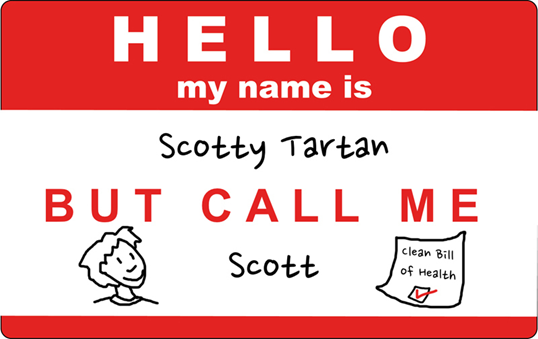 HELLO
my name is
Scotty Tartan
BUT CALL ME
Scott
Clean Bill
of Health